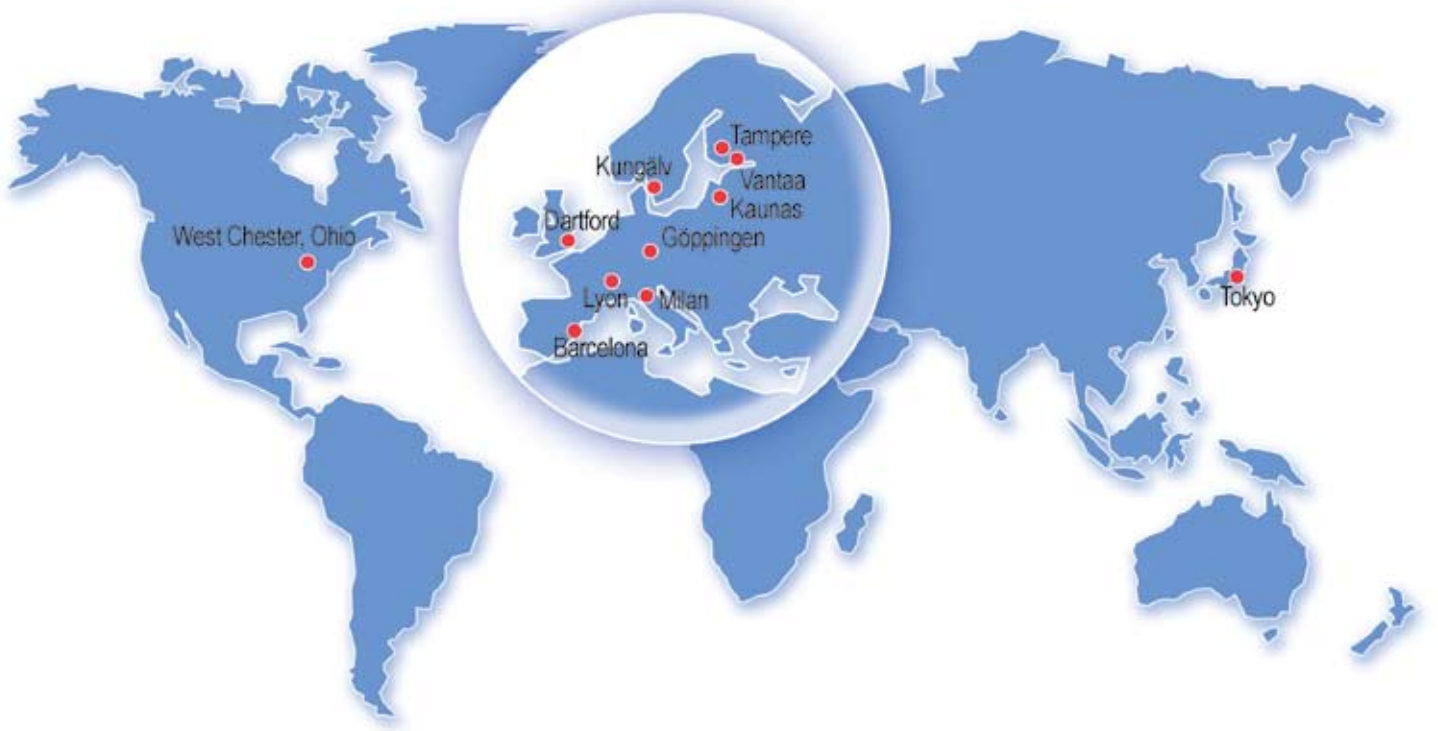 Tampere
Kungälv
Vantaa
Kaunas
Dartford
West Chester, Ohio
Göppingen
Lyon
Milan
Tokyo
Barcelona